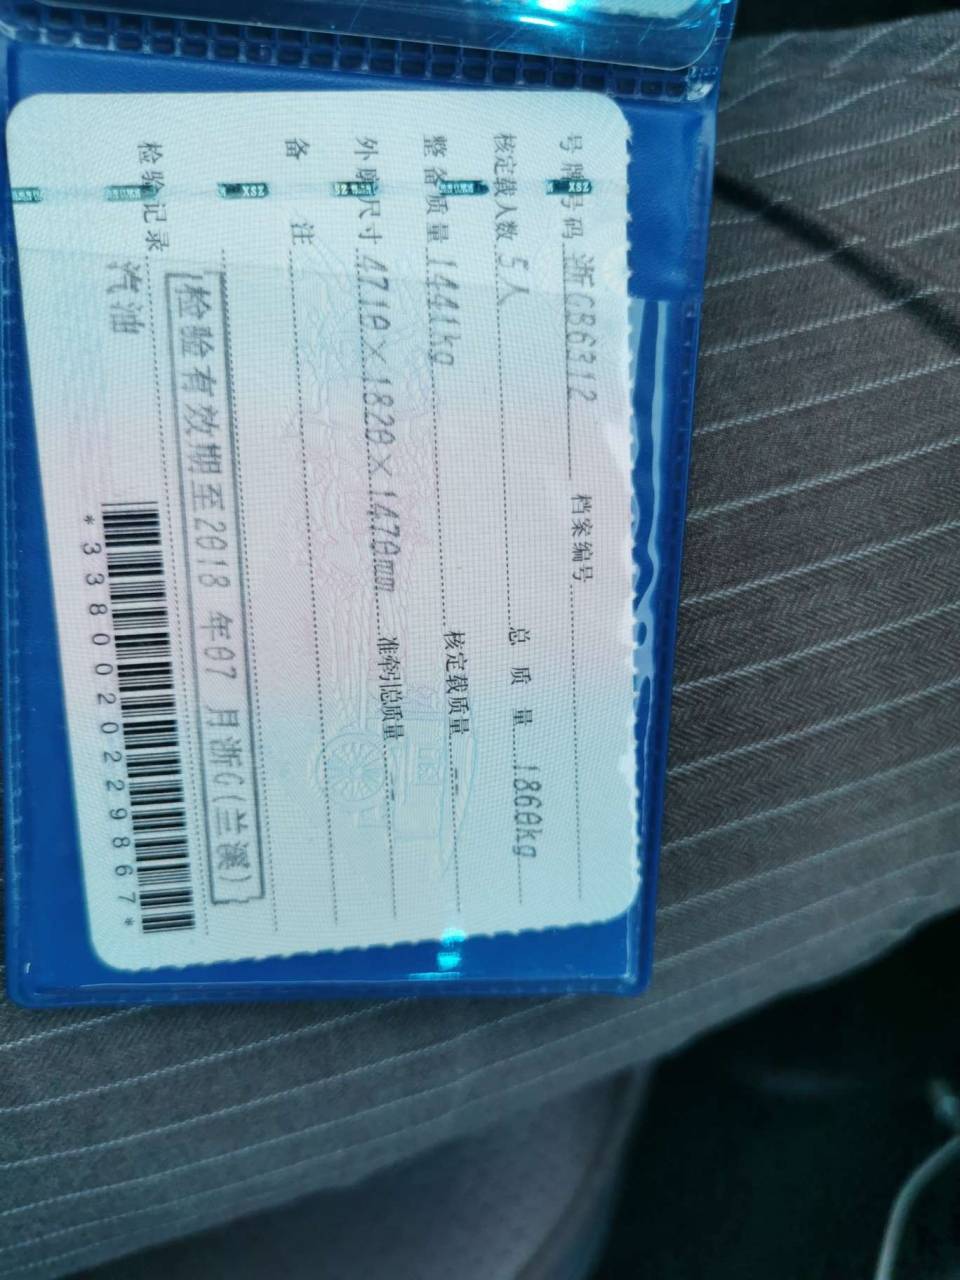 号牌号码 浙GB6312 档案编号
核定载人数 5人 总质量 1860kg
整备质量 1441kg 核定载质量 --
外廓尺寸 4710×1820×1470mm 准牵引总质量 --
备注
检验有效期至2018年07月浙G(兰溪)
检验记录
汽油
*3380020229867*